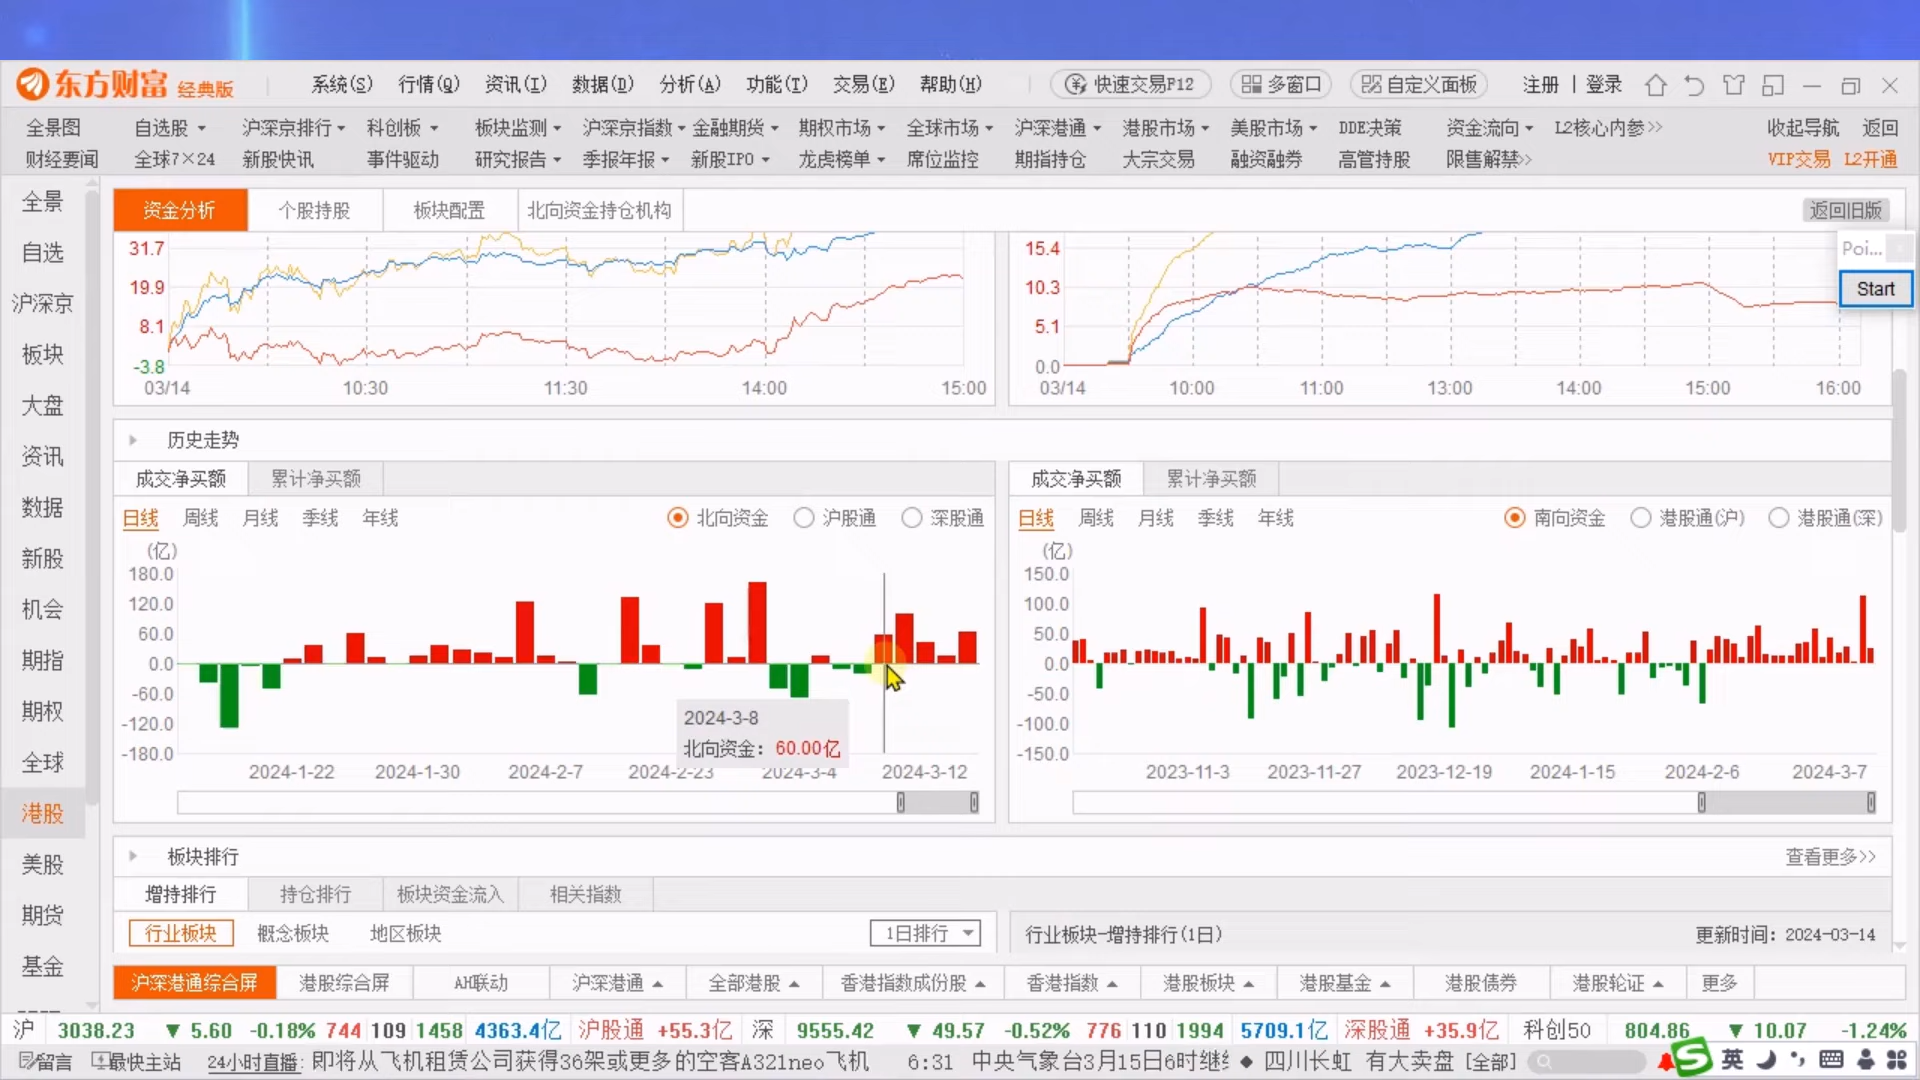 东方财富 经典版 系统(S) 行情(Q) 资讯(I) 数据(D) 分析(A) 功能(T) 交易(E) 帮助(H) 快速交易F12 多窗口 自定义面板 注册 | 登录
全景图 自选股 沪深京排行 科创板 板块监测 沪深京指数 金融期货 期权市场 全球市场 沪深港通 港股市场 美股市场 DDE决策 资金流向 L2核心内参>> 收起导航 返回
财经要闻 全球7×24 新股快讯 事件驱动 研究报告 季报年报 新股IPO 龙虎榜单 席位监控 期指持仓 大宗交易 融资融券 高管持股 限售解禁>> VIP交易 L2开通
全景
自选
沪深京
板块
大盘
资讯
数据
新股
机会
期指
期权
全球
港股
美股
期货
基金
资金分析 个股持股 板块配置 北向资金持仓机构 返回旧版
Poi...
Start
31.7
19.9
8.1
-3.8
03/14 10:30 11:30 14:00 15:00
15.4
10.3
5.1
0.0
03/14 10:00 11:00 13:00 14:00 15:00 16:00
历史走势
成交净买额 累计净买额
日线 周线 月线 季线 年线 北向资金 沪股通 深股通
(亿)
180.0
120.0
60.0
0.0
-60.0
-120.0
-180.0
2024-3-8
北向资金：60.00亿
2024-1-22 2024-1-30 2024-2-7 2024-2-23 2024-3-4 2024-3-12
成交净买额 累计净买额
日线 周线 月线 季线 年线 南向资金 港股通(沪) 港股通(深)
(亿)
150.0
100.0
50.0
0.0
-50.0
-100.0
-150.0
2023-11-3 2023-11-27 2023-12-19 2024-1-15 2024-2-6 2024-3-7
板块排行 查看更多>>
增持排行 持仓排行 板块资金流入 相关指数
行业板块 概念板块 地区板块 1日排行
行业板块-增持排行(1日) 更新时间：2024-03-14
沪深港通综合屏 港股综合屏 AH联动 沪深港通 全部港股 香港指数成份股 香港指数 港股板块 港股基金 港股债券 港股轮证 更多
沪 3038.23 ▼ 5.60 -0.18% 744 109 1458 4363.4亿 沪股通 +55.3亿 深 9555.42 ▼ 49.57 -0.52% 776 110 1994 5709.1亿 深股通 +35.9亿 科创50 804.86 ▼ 10.07 -1.24%
留言 最快主站 24小时直播: 即将从飞机租赁公司获得36架或更多的空客A321neo飞机 6:31 中央气象台3月15日6时继续 ◆ 四川长虹 有大卖盘 [全部] 英